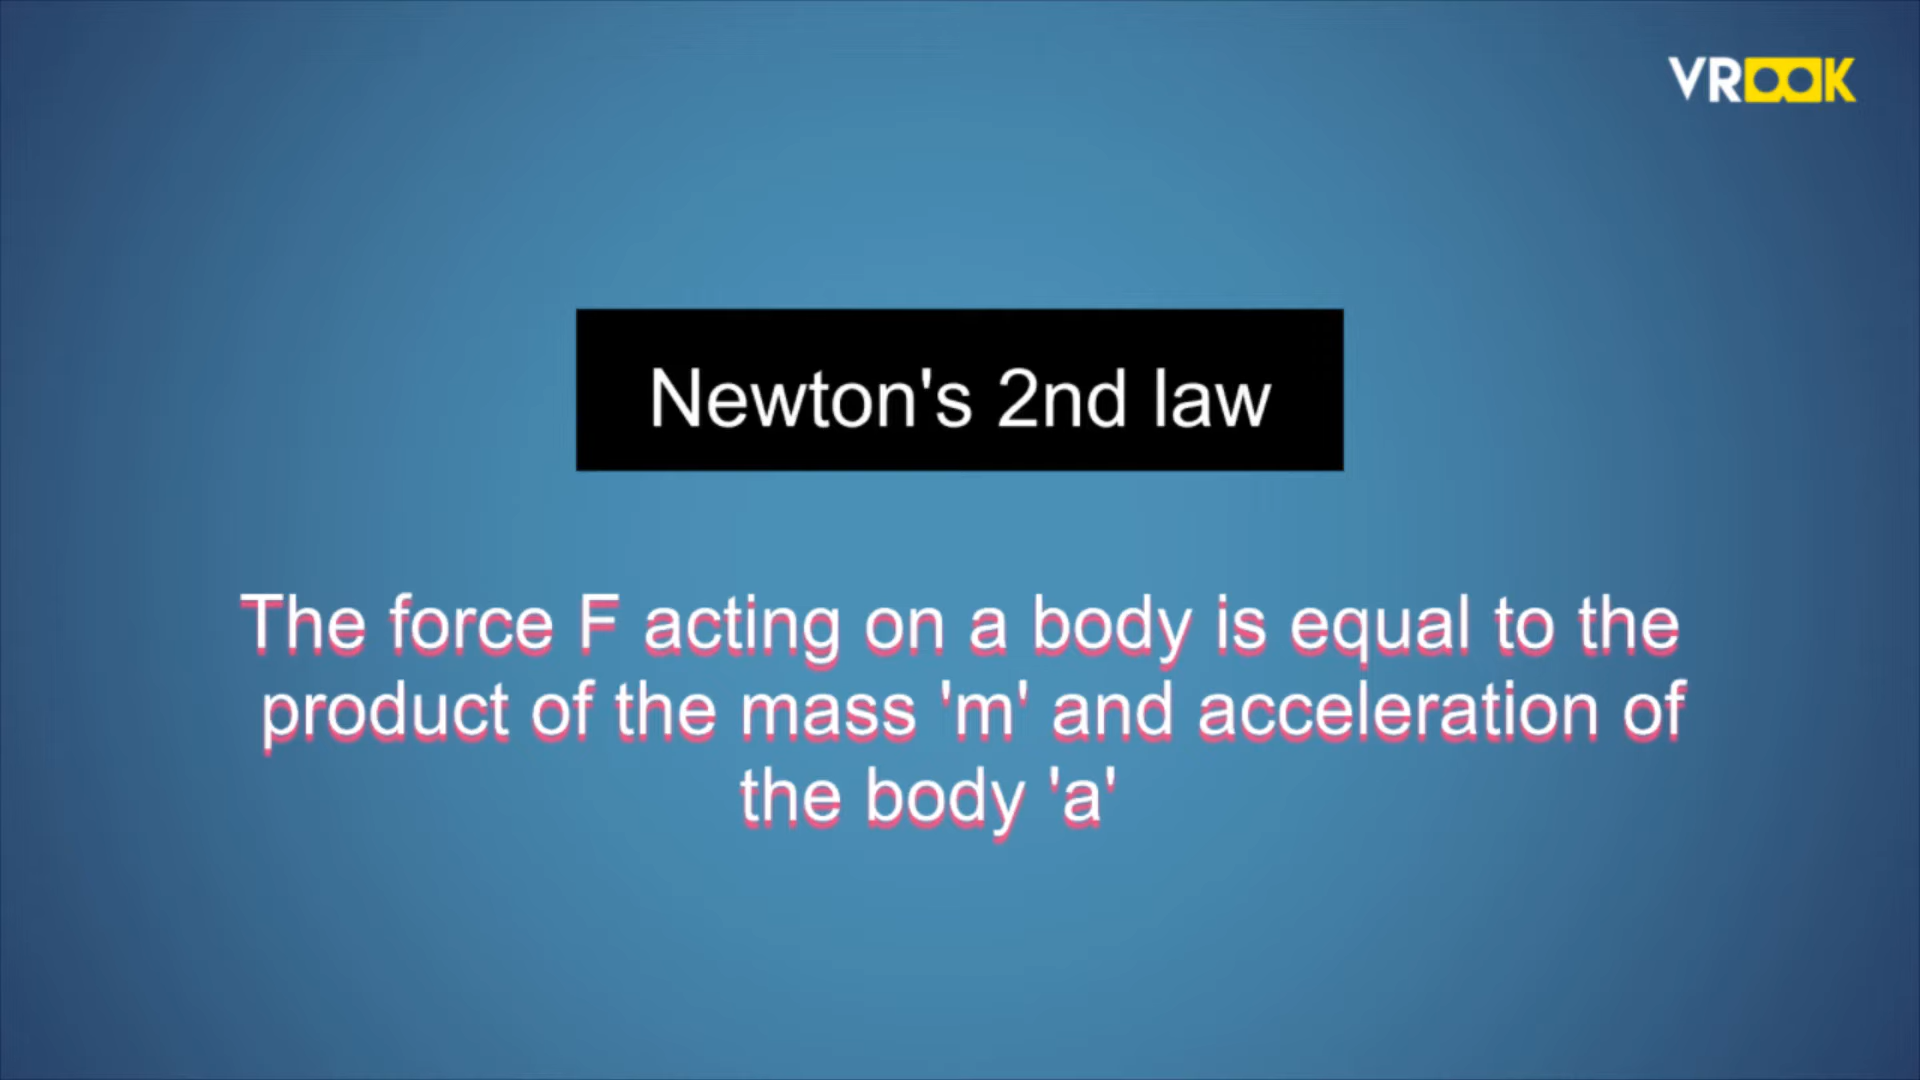 VROOK
Newton's 2nd law
The force F acting on a body is equal to the
product of the mass 'm' and acceleration of
the body 'a'